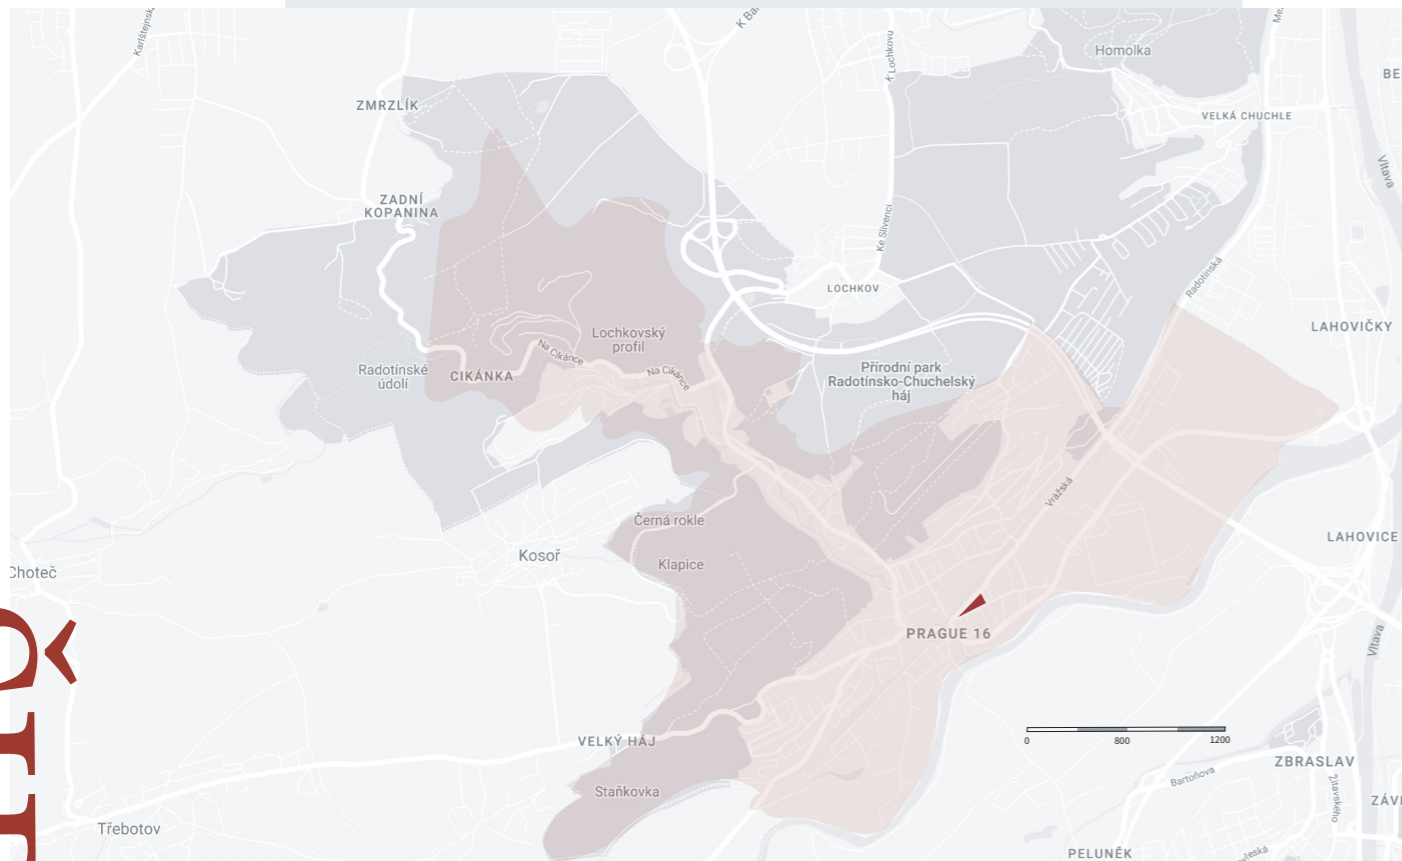 Karlštejnská
K Lochkovu
Homolka
ZMRZLÍK
VELKÁ CHUCHLE
Vltava
ZADNÍ
KOPANINA
Ke Slivenci
LOCHKOV
Radotínská
LAHOVIČKY
Lochkovský
profil
Na Cikánce
Radotínské
údolí
CIKÁNKA
Na Cikánce
Přírodní park
Radotínsko-Chuchelský
háj
Vrážská
Černá rokle
Kosoř
Klapice
LAHOVICE
Choteč
PRAGUE 16
Vltava
VELKÝ HÁJ
0
800
1200
ZBRASLAV
Bartoňova
Žitavského
Staňkovka
Třebotov
PELUNĚK